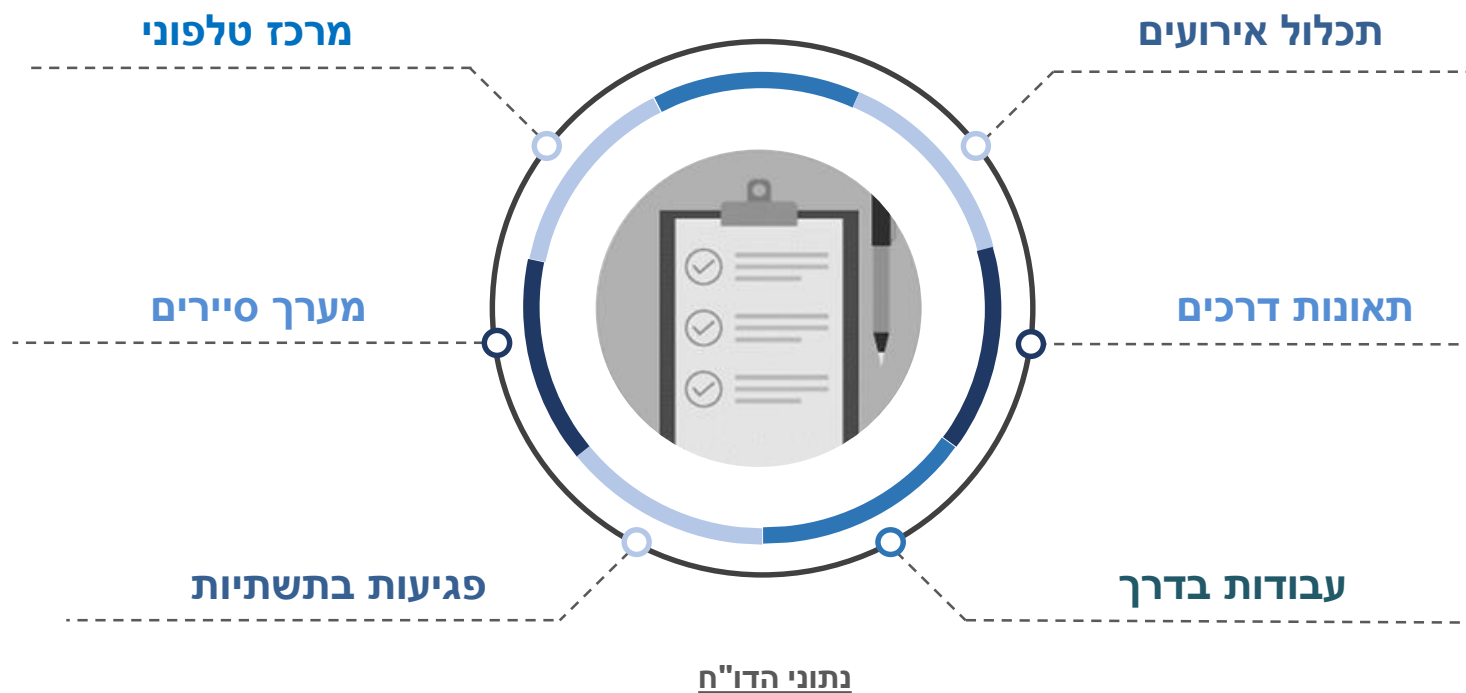 תכלול אירועים
מרכז טלפוני
תאונות דרכים
מערך סיירים
עבודות בדרך
פגיעות בתשתיות
נתוני הדו"ח